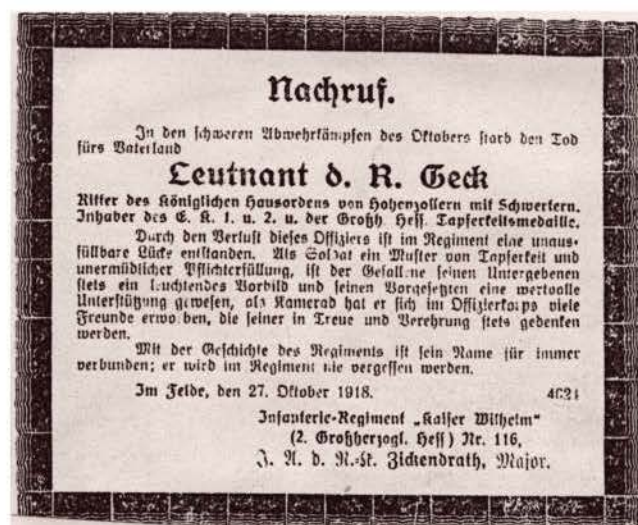 Nachruf.
In den schweren Abwehrkämpfen des Oktobers starb den Tod
fürs Vaterland
Leutnant d. R. Geck
Ritter des Königlichen Hausordens von Hohenzollern mit Schwertern.
Inhaber des E. K. 1. u. 2. u. der Großh. Hess. Tapferkeitsmedaille.
Durch den Verlust dieses Offiziers ist im Regiment eine unaus-
füllbare Lücke entstanden. Als Soldat ein Muster von Tapferkeit und
unermüdlicher Pflichterfüllung, ist der Gefallene seinen Untergebenen
stets ein leuchtendes Vorbild und seinen Vorgesetzten eine wertvolle
Unterstützung gewesen, als Kamerad hat er sich im Offizierkorps viele
Freunde erworben, die seiner in Treue und Verehrung stets gedenken
werden.
Mit der Geschichte des Regiments ist sein Name für immer
verbunden; er wird im Regiment nie vergessen werden.
Im Felde, den 27. Oktober 1918. 4624
Infanterie-Regiment „Kaiser Wilhelm“
(2. Großherzogl. Hess) Nr. 116,
J. A. d. R.-K. Zickendrath, Major.